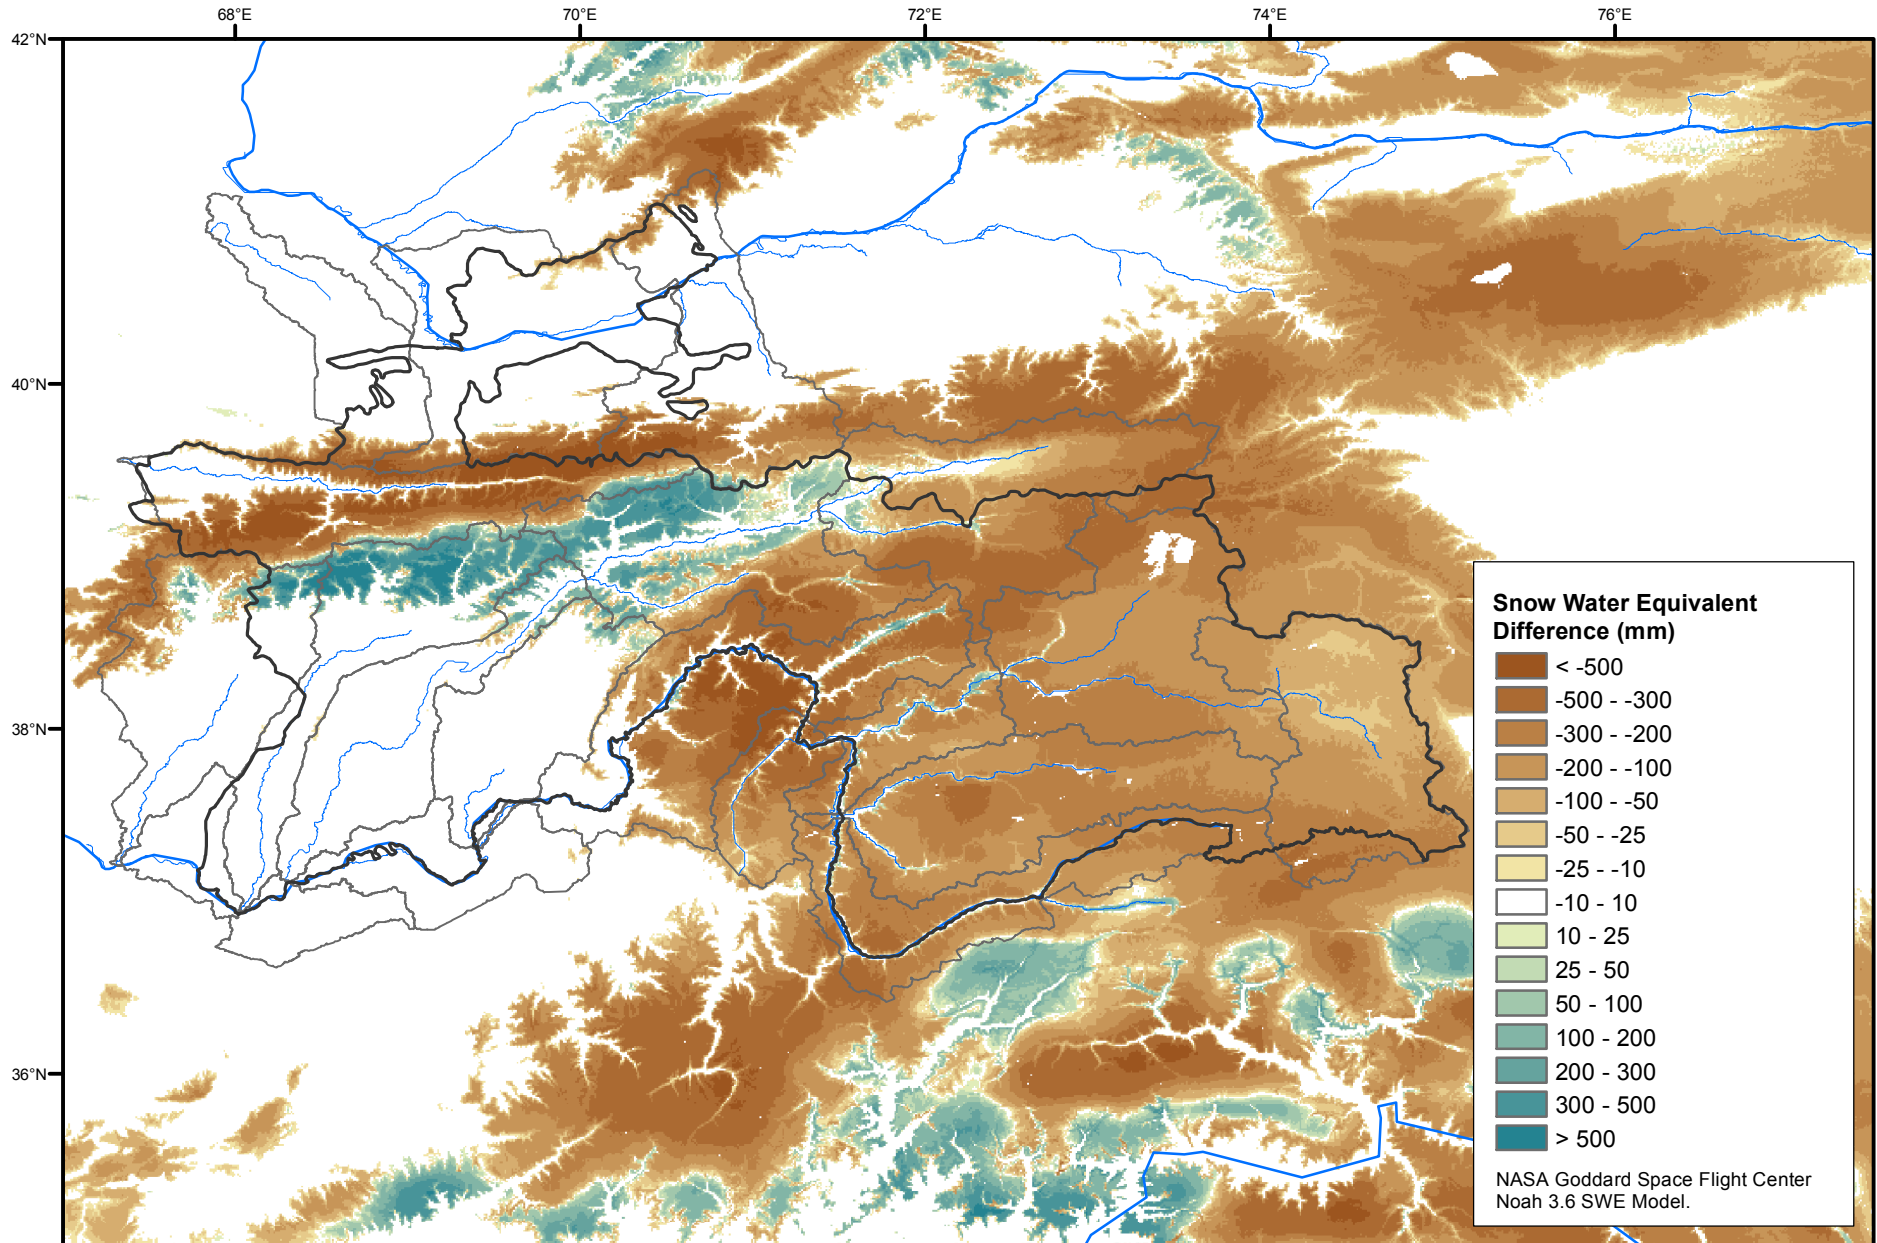 68°E
70°E
72°E
74°E
76°E
42°N
40°N
38°N
36°N
Snow Water Equivalent
Difference (mm)
< -500
-500 - -300
-300 - -200
-200 - -100
-100 - -50
-50 - -25
-25 - -10
-10 - 10
10 - 25
25 - 50
50 - 100
100 - 200
200 - 300
300 - 500
> 500
NASA Goddard Space Flight Center
Noah 3.6 SWE Model.